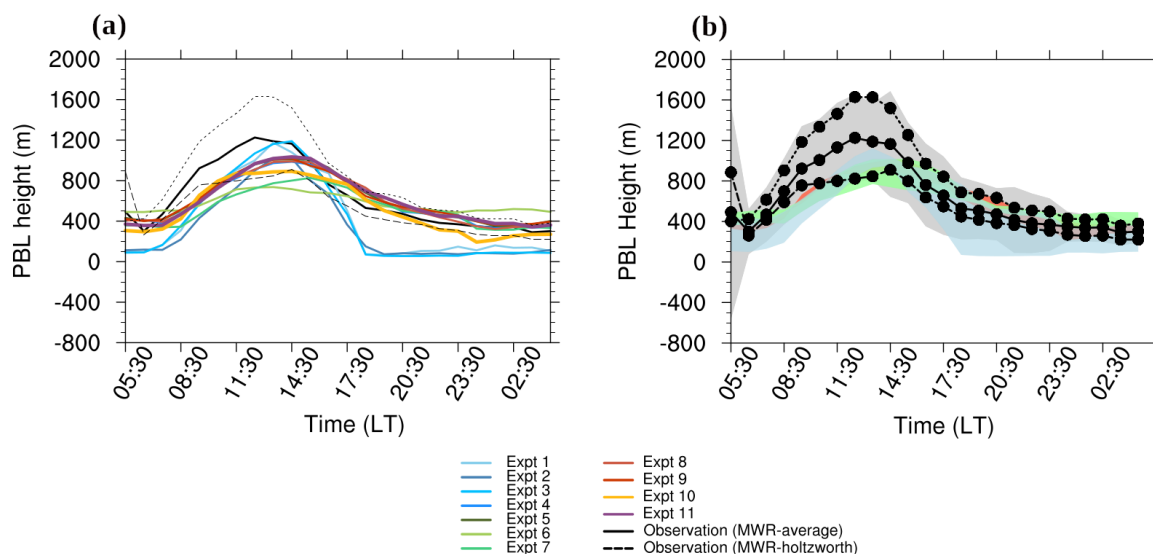 (a)
(b)
2000
1600
1200
800
400
0
-400
-800
PBL height (m)
05:30
08:30
11:30
14:30
17:30
20:30
23:30
02:30
Time (LT)
2000
1600
1200
800
400
0
-400
-800
PBL Height (m)
05:30
08:30
11:30
14:30
17:30
20:30
23:30
02:30
Time (LT)
Expt 1
Expt 2
Expt 3
Expt 4
Expt 5
Expt 6
Expt 7
Expt 8
Expt 9
Expt 10
Expt 11
Observation (MWR-average)
Observation (MWR-holtzworth)